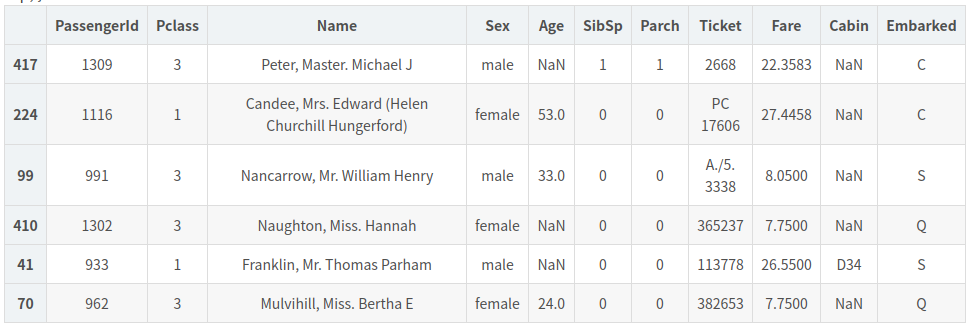 PassengerId Pclass Name Sex Age SibSp Parch Ticket Fare Cabin Embarked
417 1309 3 Peter, Master. Michael J male NaN 1 1 2668 22.3583 NaN C
224 1116 1 Candee, Mrs. Edward (Helen Churchill Hungerford) female 53.0 0 0 PC 17606 27.4458 NaN C
99 991 3 Nancarrow, Mr. William Henry male 33.0 0 0 A./5. 3338 8.0500 NaN S
410 1302 3 Naughton, Miss. Hannah female NaN 0 0 365237 7.7500 NaN Q
41 933 1 Franklin, Mr. Thomas Parham male NaN 0 0 113778 26.5500 D34 S
70 962 3 Mulvihill, Miss. Bertha E female 24.0 0 0 382653 7.7500 NaN Q